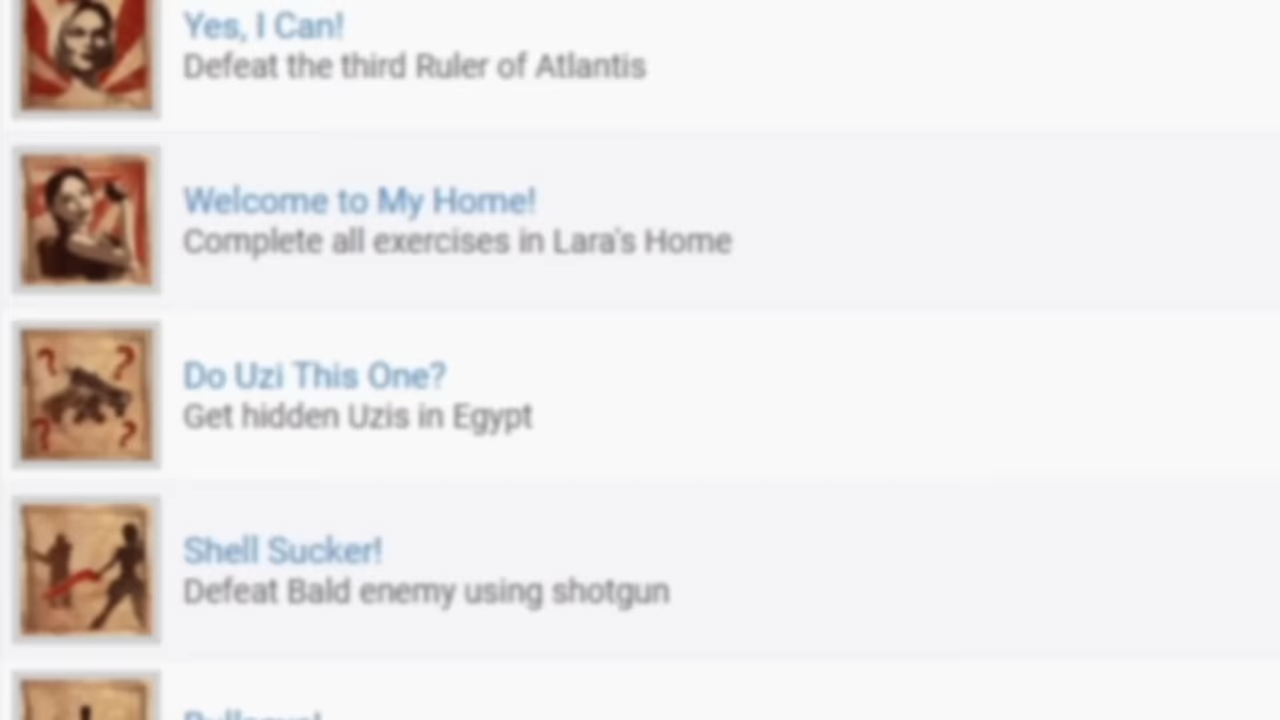 Yes, I Can!
Defeat the third Ruler of Atlantis
Welcome to My Home!
Complete all exercises in Lara's Home
Do Uzi This One?
Get hidden Uzis in Egypt
Shell Sucker!
Defeat Bald enemy using shotgun